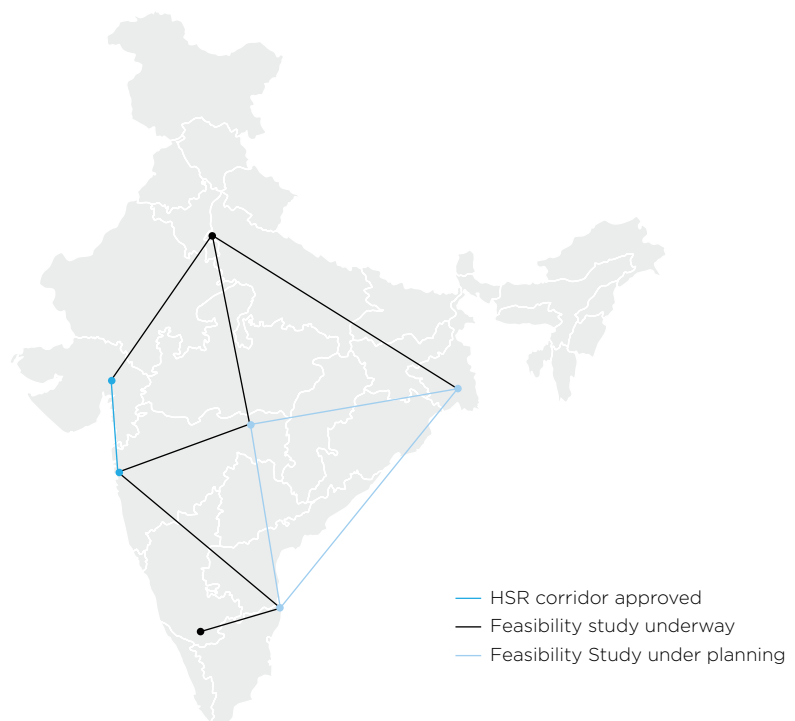 HSR corridor approved
Feasibility study underway
Feasibility Study under planning